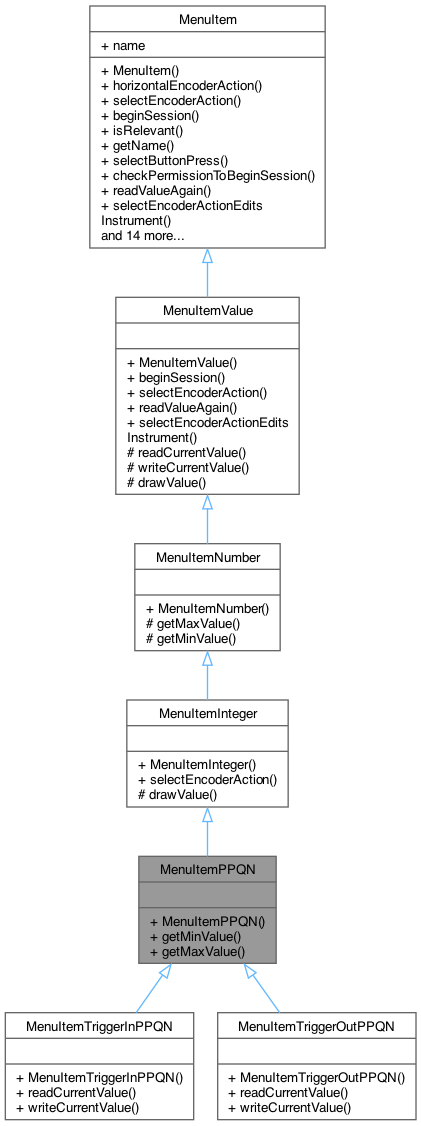 MenuItem
+ name
+ MenuItem()
+ horizontalEncoderAction()
+ selectEncoderAction()
+ beginSession()
+ isRelevant()
+ getName()
+ selectButtonPress()
+ checkPermissionToBeginSession()
+ readValueAgain()
+ selectEncoderActionEdits
Instrument()
and 14 more...
MenuItemValue
+ MenuItemValue()
+ beginSession()
+ selectEncoderAction()
+ readValueAgain()
+ selectEncoderActionEdits
Instrument()
# readCurrentValue()
# writeCurrentValue()
# drawValue()
MenuItemNumber
+ MenuItemNumber()
# getMaxValue()
# getMinValue()
MenuItemInteger
+ MenuItemInteger()
+ selectEncoderAction()
# drawValue()
MenuItemPPQN
+ MenuItemPPQN()
+ getMinValue()
+ getMaxValue()
MenuItemTriggerInPPQN
+ MenuItemTriggerInPPQN()
+ readCurrentValue()
+ writeCurrentValue()
MenuItemTriggerOutPPQN
+ MenuItemTriggerOutPPQN()
+ readCurrentValue()
+ writeCurrentValue()